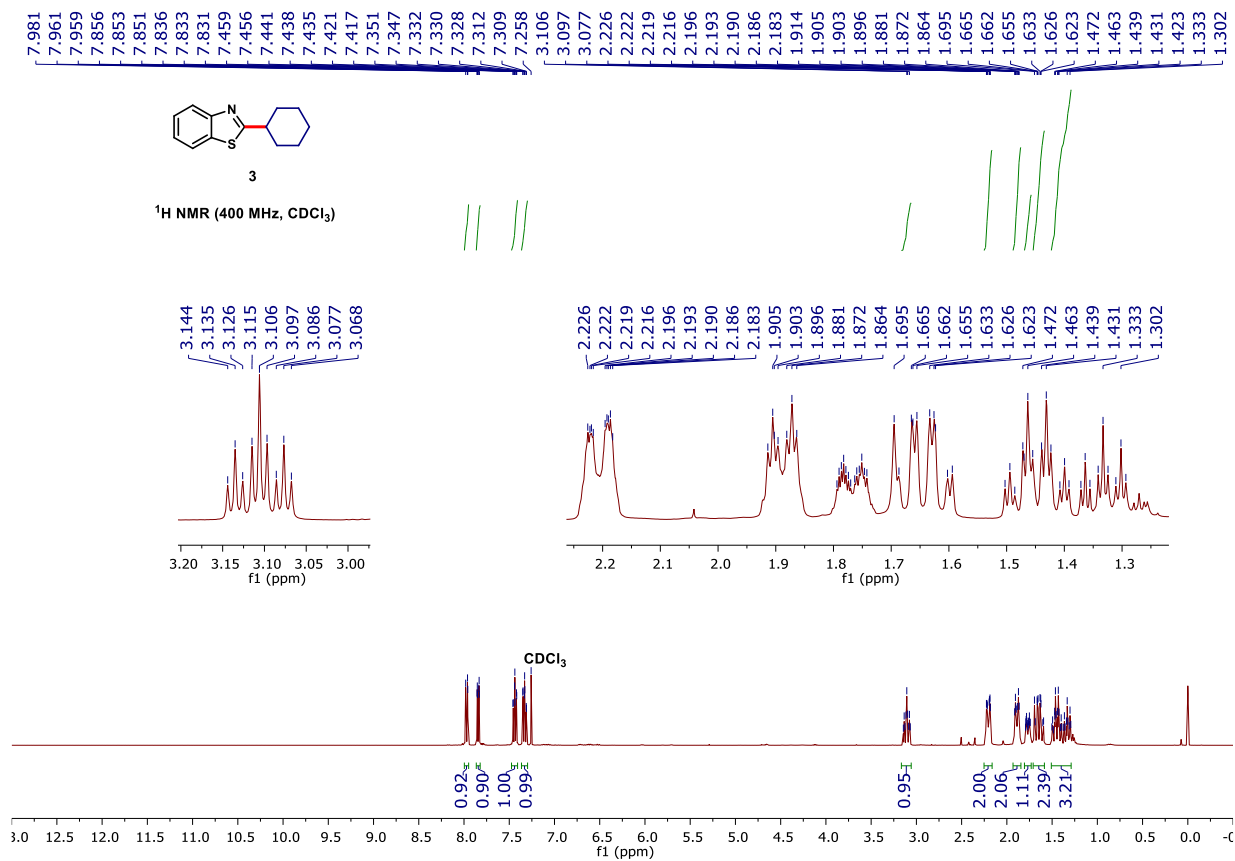 7.981 7.961 7.959 7.856 7.853 7.851 7.836 7.833 7.831 7.459 7.456 7.441 7.438 7.435 7.421 7.417 7.351 7.347 7.332 7.330 7.328 7.312 7.309 7.258 3.106 3.097 3.077 2.226 2.222 2.219 2.216 2.196 2.193 2.190 2.186 2.183 1.914 1.905 1.903 1.896 1.881 1.872 1.864 1.695 1.665 1.662 1.655 1.633 1.626 1.623 1.472 1.463 1.439 1.431 1.423 1.333 1.302
N
S
3
¹H NMR (400 MHz, CDCl₃)
3.144 3.135 3.126 3.115 3.106 3.097 3.086 3.077 3.068
2.226 2.222 2.219 2.216 2.196 2.193 2.190 2.186 2.183 1.905 1.903 1.896 1.881 1.872 1.864 1.695 1.665 1.662 1.655 1.633 1.626 1.623 1.472 1.463 1.439 1.431 1.333 1.302
3.20 3.15 3.10 3.05 3.00
f1 (ppm)
2.2 2.1 2.0 1.9 1.8 1.7 1.6 1.5 1.4 1.3
f1 (ppm)
CDCl₃
0.92 0.90 1.00 0.99 0.95 2.00 2.06 1.11 2.39 3.21
3.0 12.5 12.0 11.5 11.0 10.5 10.0 9.5 9.0 8.5 8.0 7.5 7.0 6.5 6.0 5.5 5.0 4.5 4.0 3.5 3.0 2.5 2.0 1.5 1.0 0.5 0.0 -0
f1 (ppm)